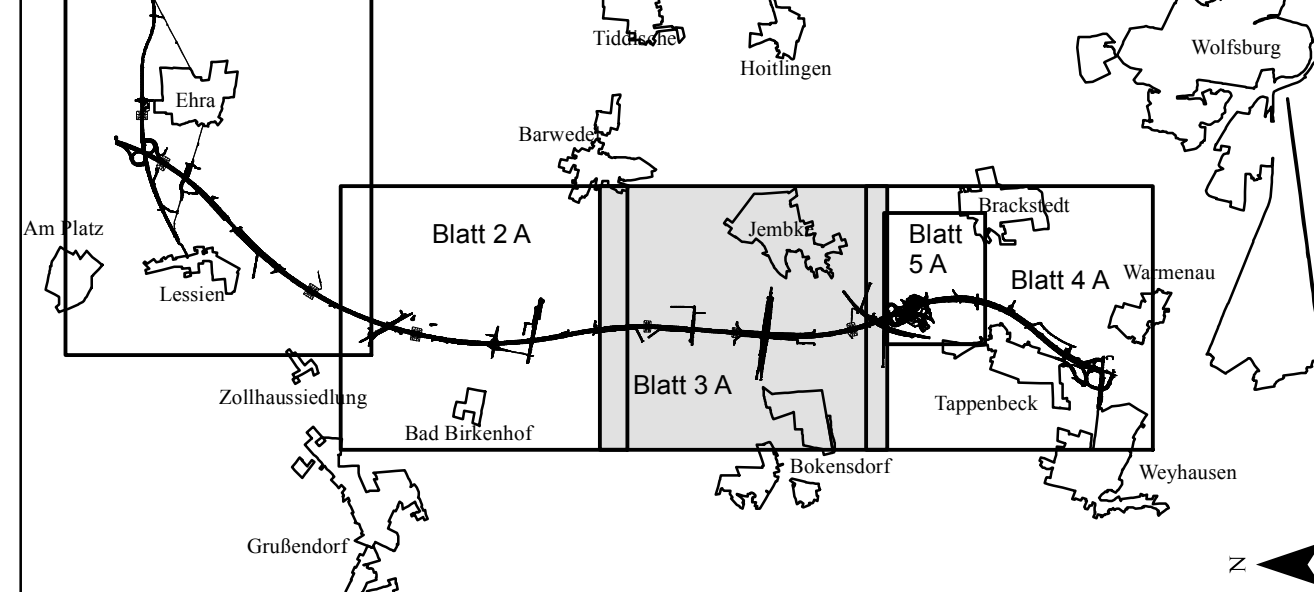 Tiddische
Hoitlingen
Wolfsburg
Ehra
Barwedel
Am Platz
Lessien
Blatt 2 A
Jembke
Blatt
5 A
Brackstedt
Blatt 4 A
Warmenau
Zollhaussiedlung
Blatt 3 A
Bad Birkenhof
Tappenbeck
Bokensdorf
Weyhausen
Grußendorf
N